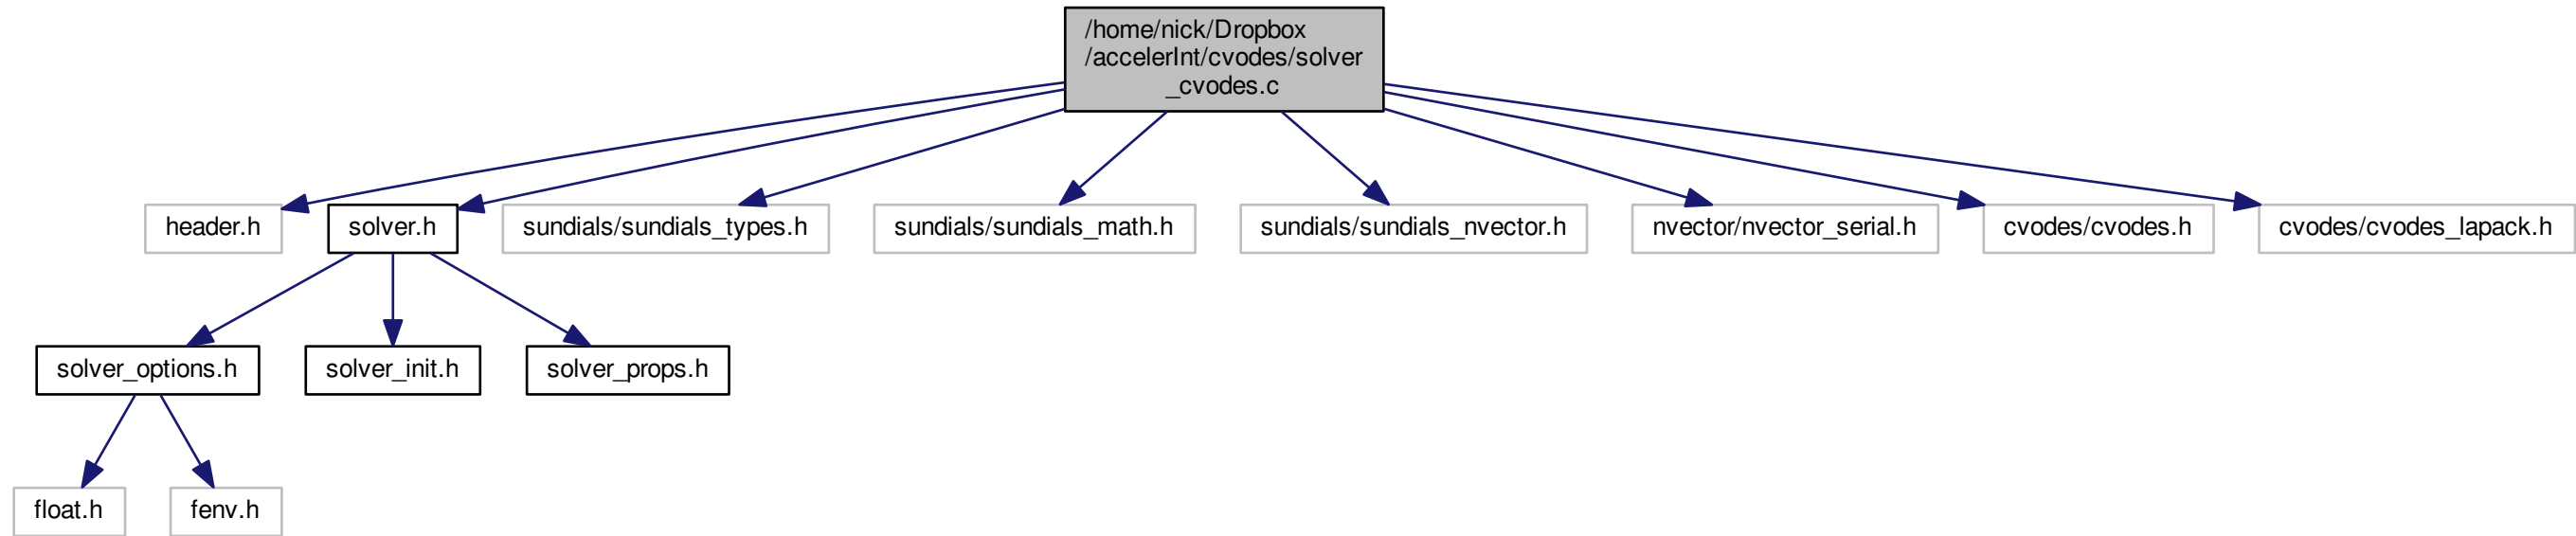 /home/nick/Dropbox
/accelerInt/cvodes/solver
_cvodes.c
header.h
solver.h
sundials/sundials_types.h
sundials/sundials_math.h
sundials/sundials_nvector.h
nvector/nvector_serial.h
cvodes/cvodes.h
cvodes/cvodes_lapack.h
solver_options.h
solver_init.h
solver_props.h
float.h
fenv.h